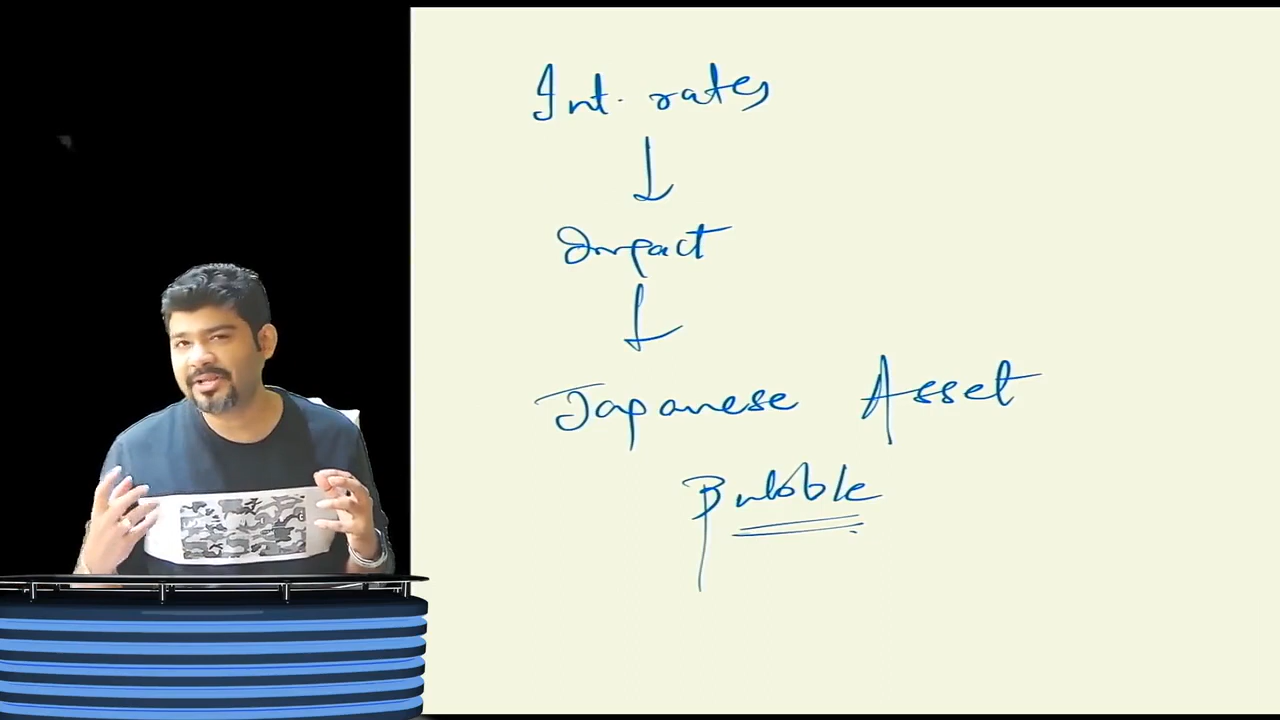 Int. rates
↓
Impact
↓
Japanese Asset
Bubble